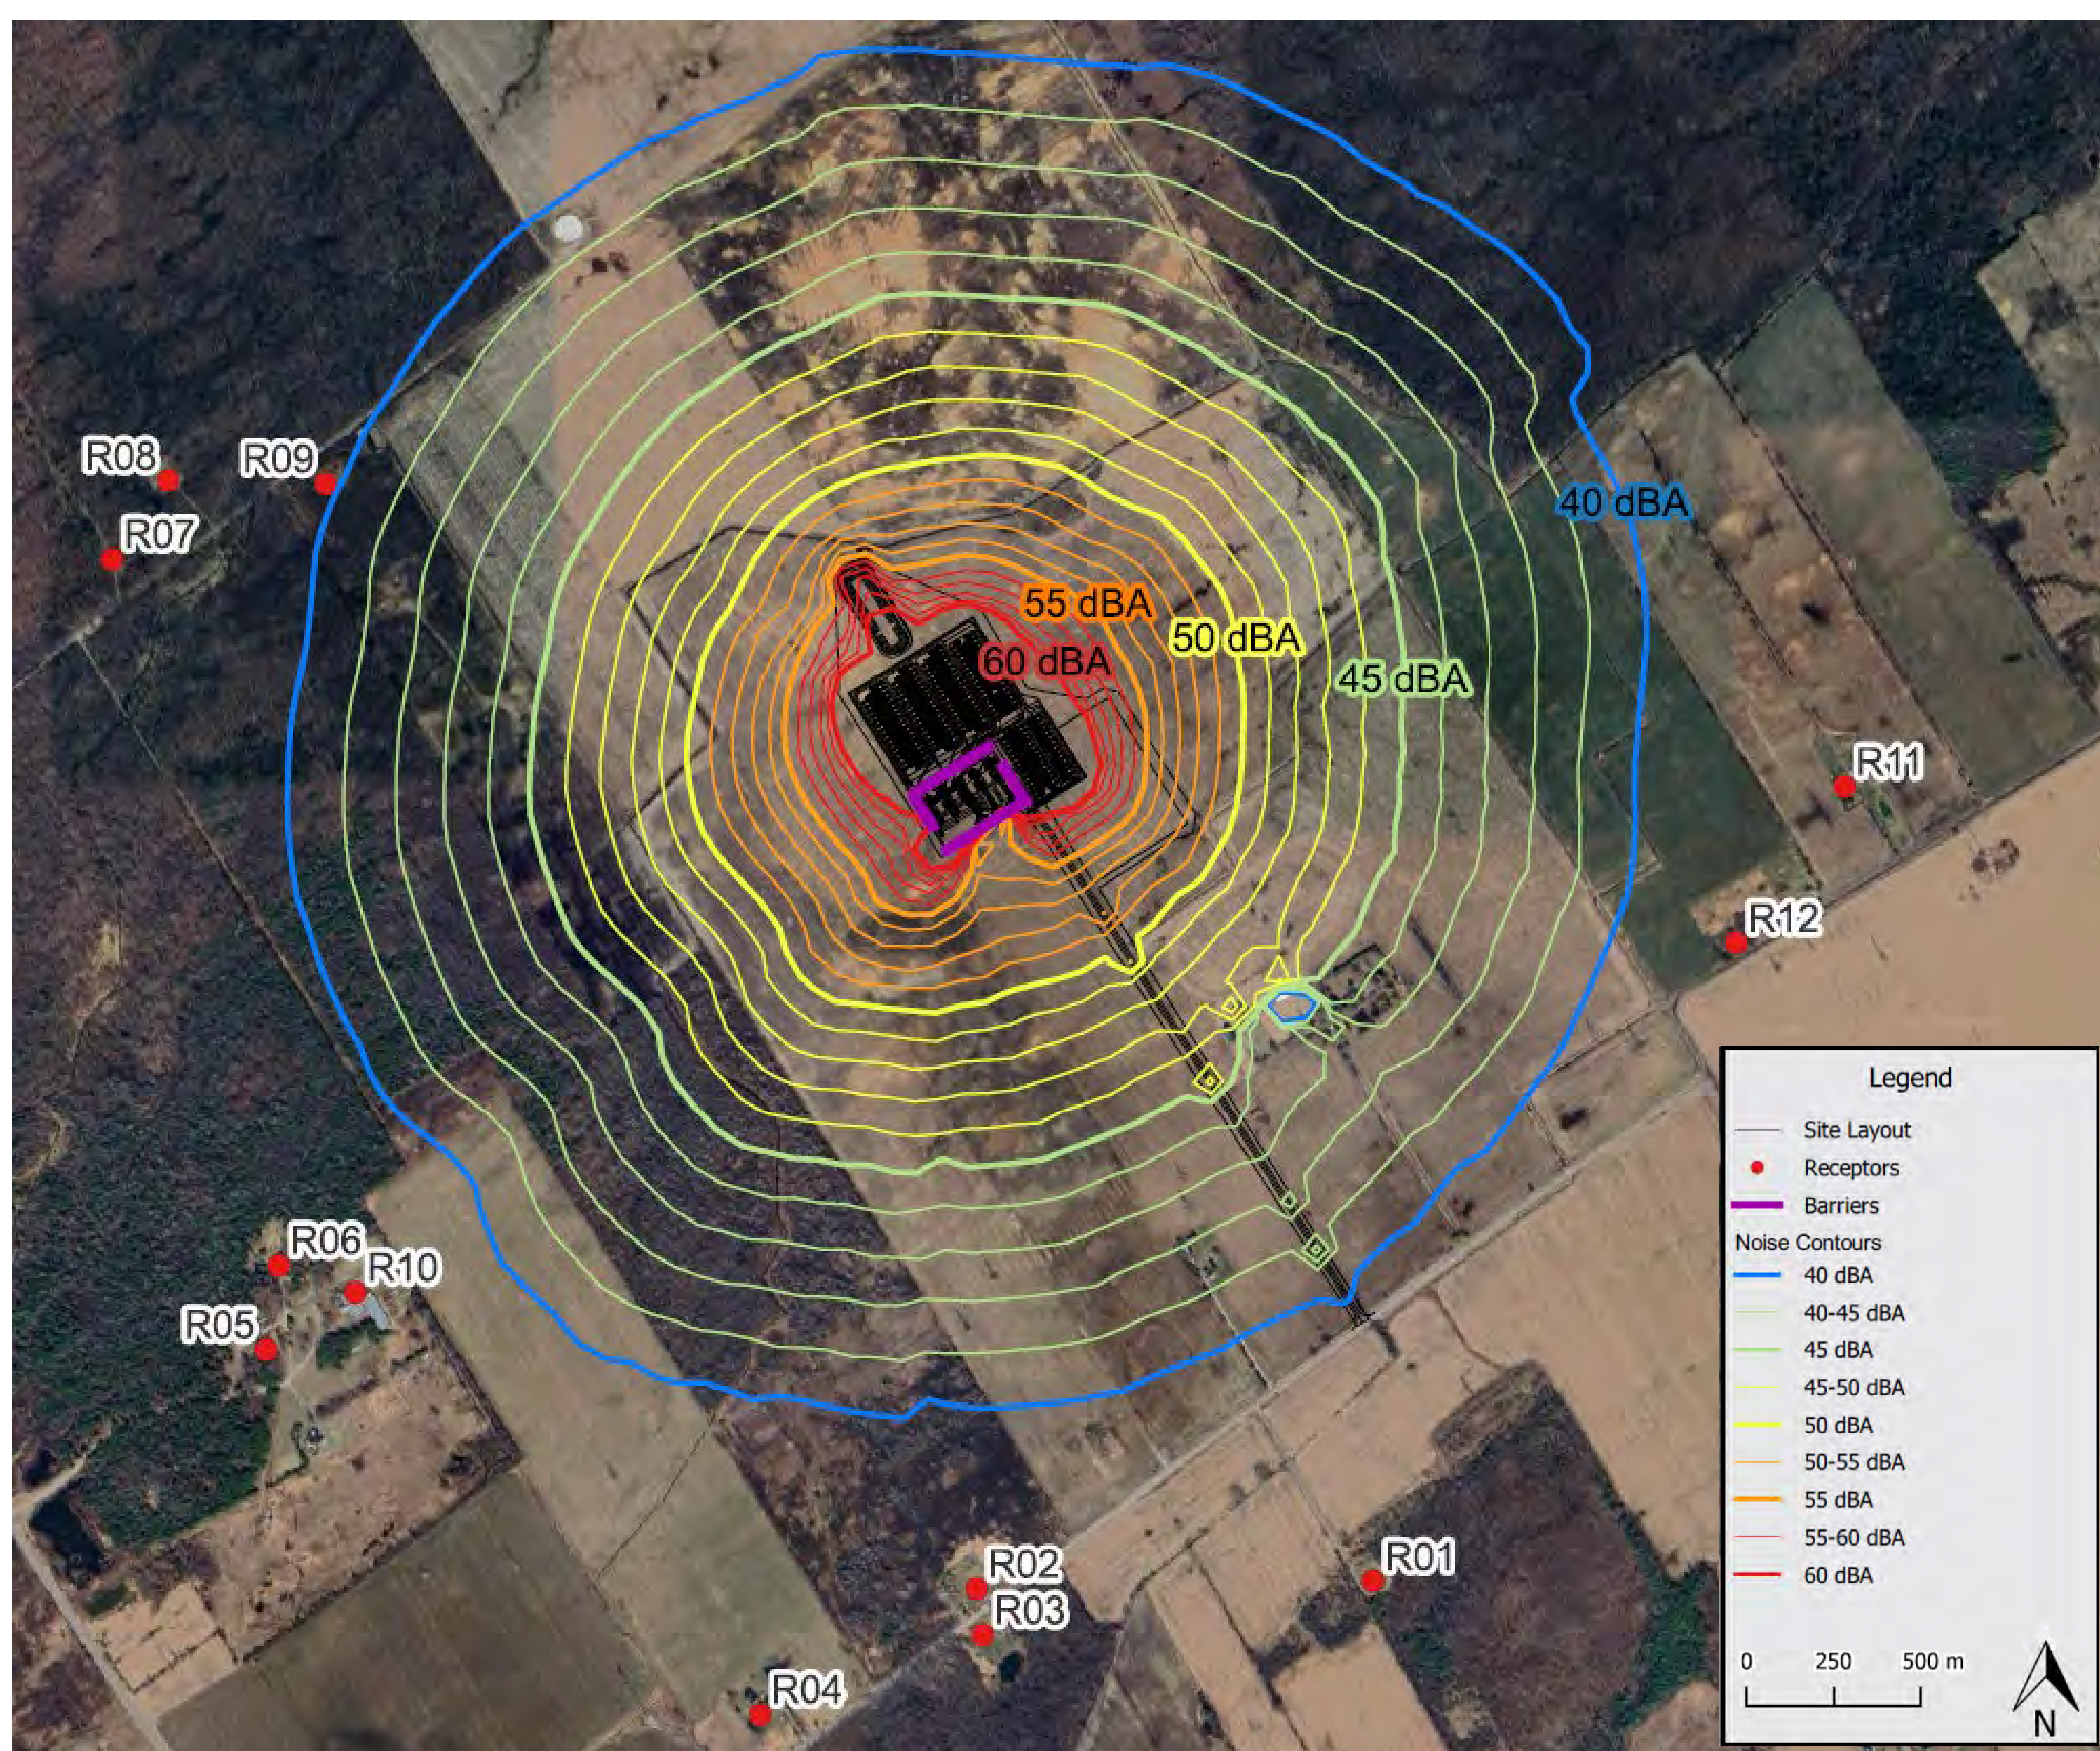 R08
R09
R07
40 dBA
55 dBA
50 dBA
60 dBA
45 dBA
R11
R12
R06
R10
R05
R02
R03
R01
R04
Legend
Site Layout
Receptors
Barriers
Noise Contours
40 dBA
40-45 dBA
45 dBA
45-50 dBA
50 dBA
50-55 dBA
55 dBA
55-60 dBA
60 dBA
0 250 500 m
N